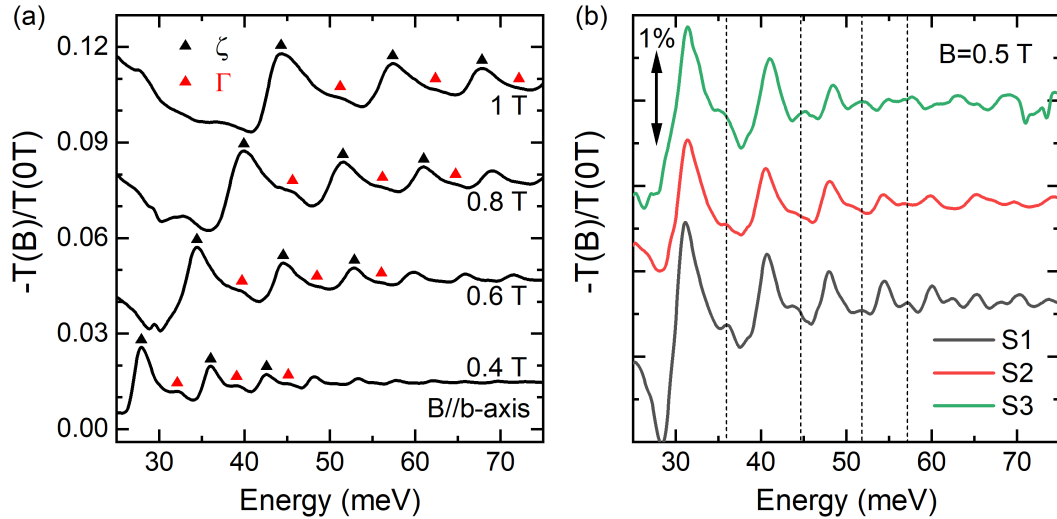 (a)
-T(B)/T(0T)
0.12
0.09
0.06
0.03
0.00
ζ
Γ
1 T
0.8 T
0.6 T
0.4 T
B//b-axis
30 40 50 60 70
Energy (meV)
(b)
-T(B)/T(0T)
1%
B=0.5 T
S1
S2
S3
30 40 50 60 70
Energy (meV)